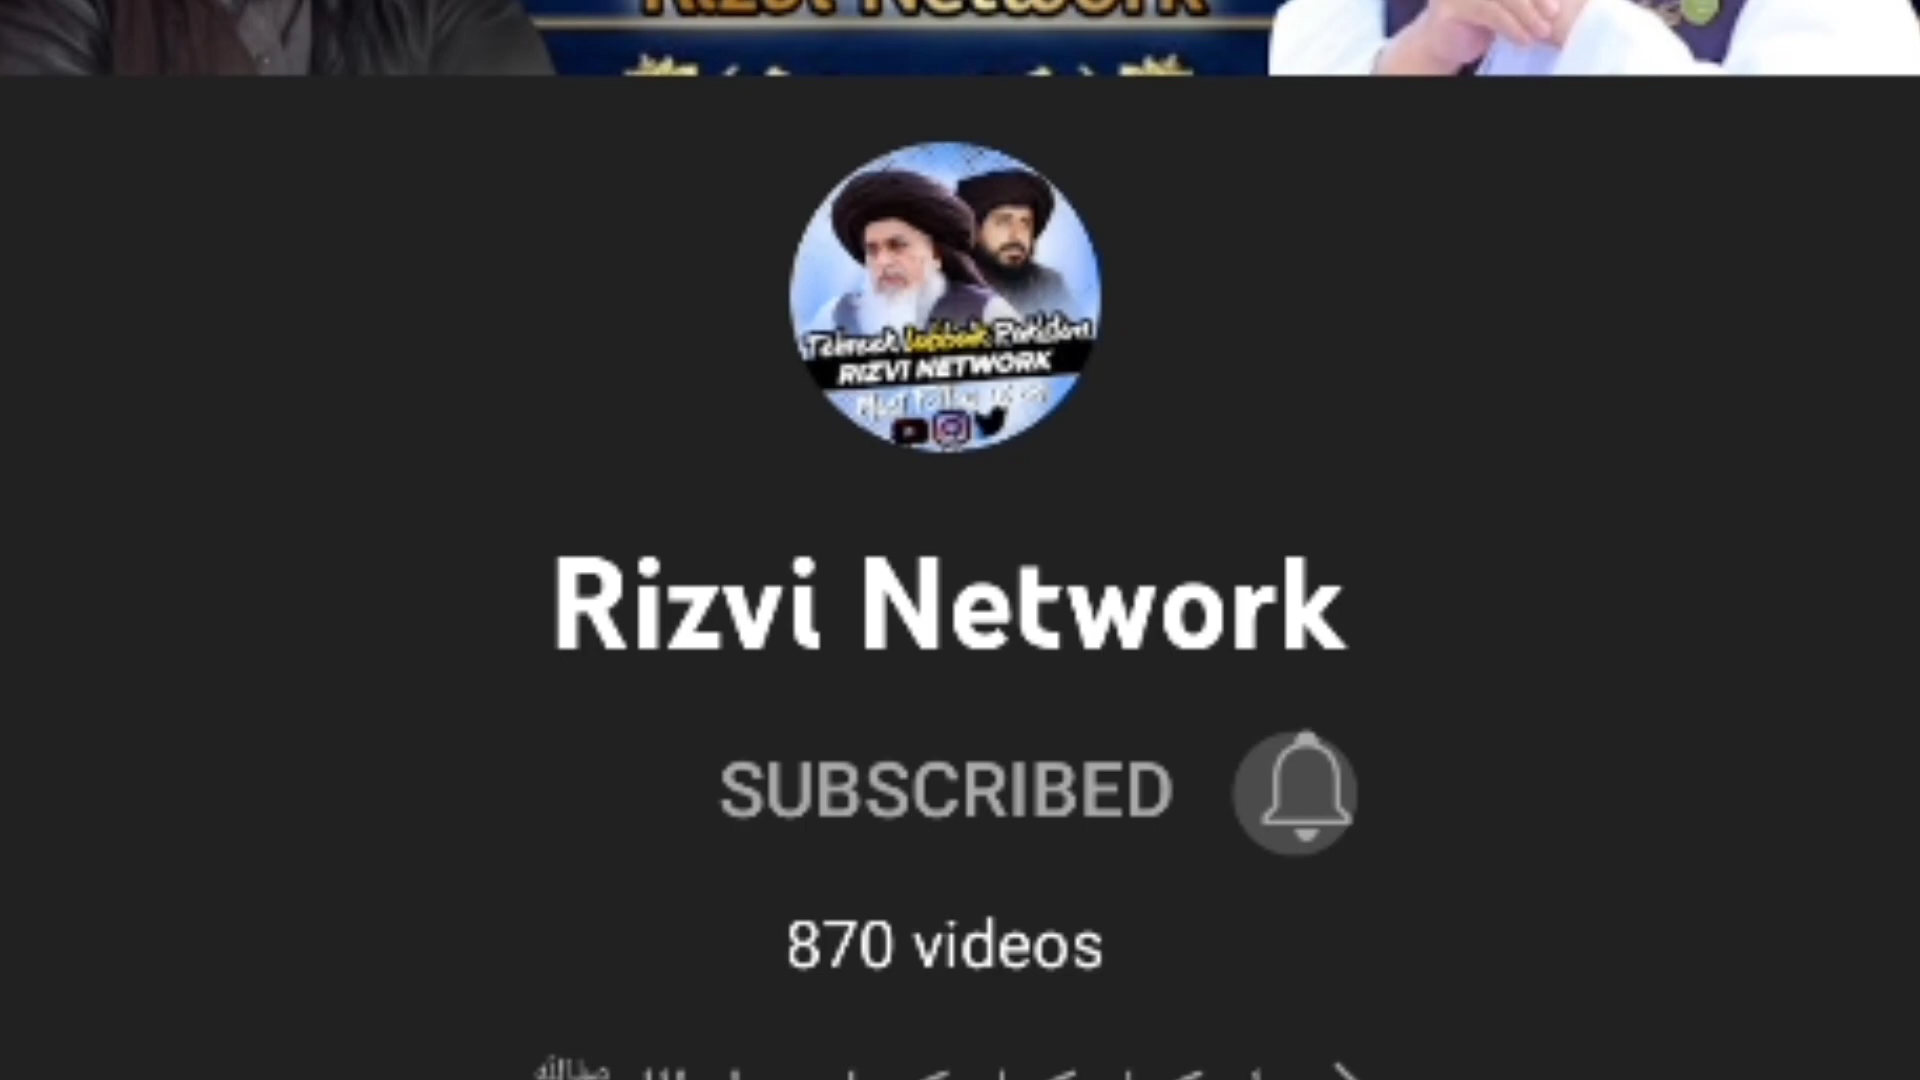 Rizvi Network
Tehreek Labbaik Pakistan
RIZVI NETWORK
Rizvi Network
SUBSCRIBED
870 videos